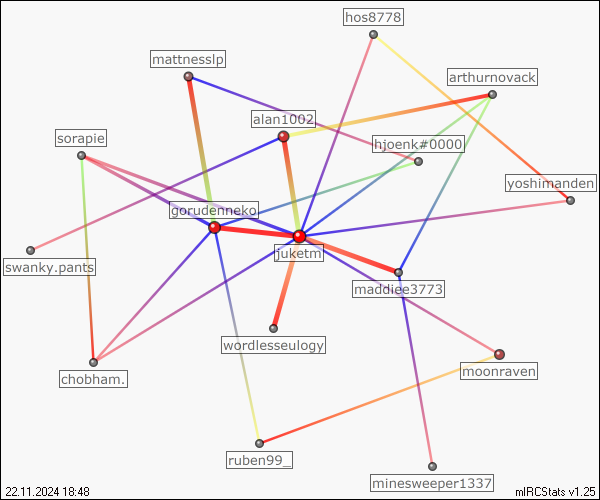 hos8778
mattnesslp
arthurnovack
alan1002
sorapie
hjoenk#0000
yoshimanden
gorudenneko
juketm
swanky.pants
maddiee3773
wordlesseulogy
chobham.
moonraven
ruben99_
minesweeper1337
22.11.2024 18:48
mIRCStats v1.25